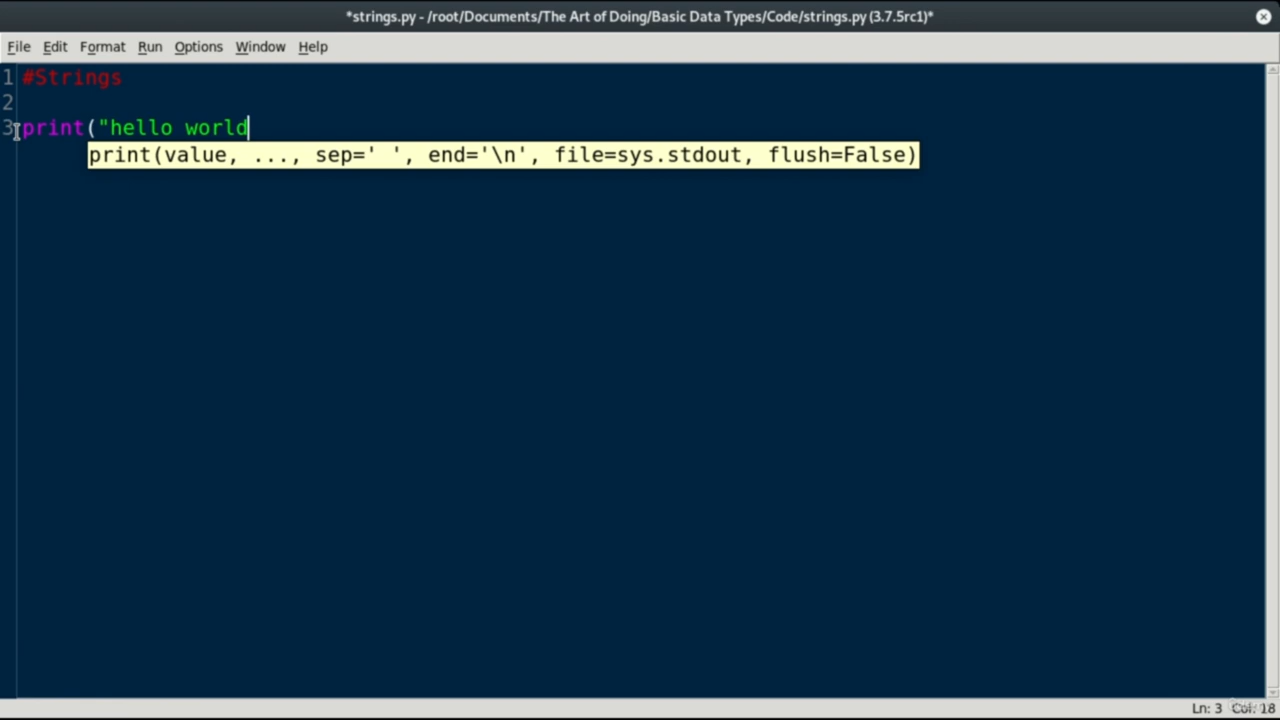 *strings.py - /root/Documents/The Art of Doing/Basic Data Types/Code/strings.py (3.7.5rc1)*
File Edit Format Run Options Window Help
1 #Strings
2
3 print("hello world
print(value, ..., sep=' ', end='\n', file=sys.stdout, flush=False)
Ln: 3 Col: 18